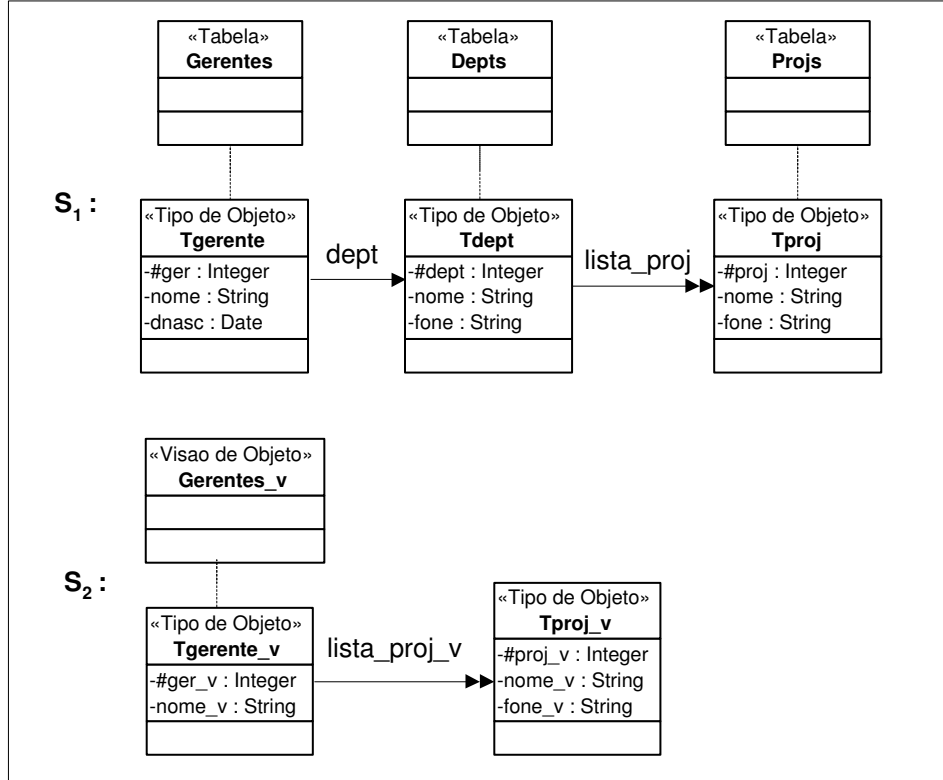 «Tabela»
Gerentes
«Tabela»
Depts
«Tabela»
Projs
S1 :
«Tipo de Objeto»
Tgerente
-#ger : Integer
-nome : String
-dnasc : Date
dept
«Tipo de Objeto»
Tdept
-#dept : Integer
-nome : String
-fone : String
lista_proj
«Tipo de Objeto»
Tproj
-#proj : Integer
-nome : String
-fone : String
«Visao de Objeto»
Gerentes_v
S2 :
«Tipo de Objeto»
Tgerente_v
-#ger_v : Integer
-nome_v : String
lista_proj_v
«Tipo de Objeto»
Tproj_v
-#proj_v : Integer
-nome_v : String
-fone_v : String